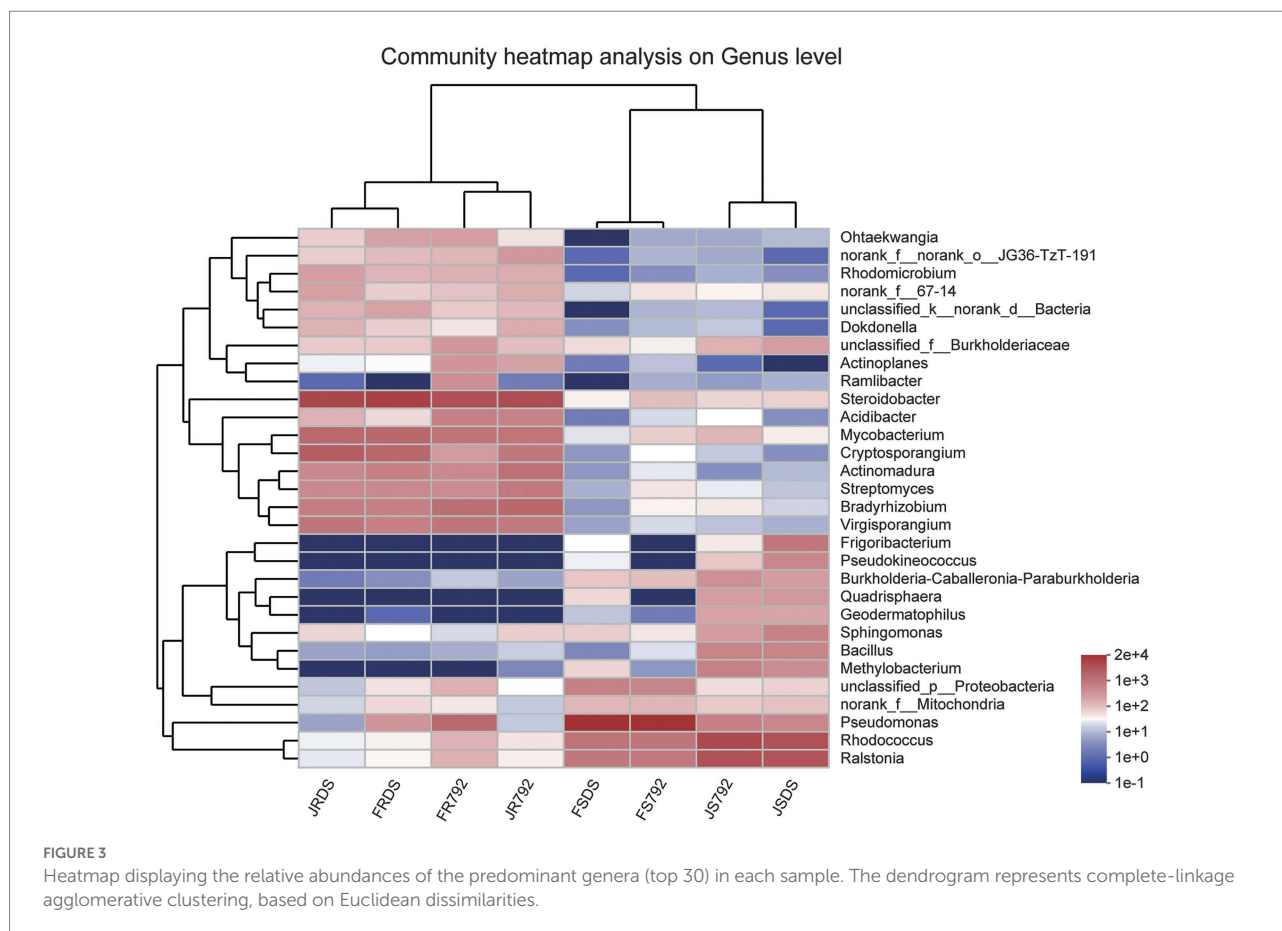 Community heatmap analysis on Genus level
Ohtaekwangia
norank_f__norank_o__JG36-TzT-191
Rhodomicrobium
norank_f__67-14
unclassified_k__norank_d__Bacteria
Dokdonella
unclassified_f__Burkholderiaceae
Actinoplanes
Ramlibacter
Steroidobacter
Acidibacter
Mycobacterium
Cryptosporangium
Actinomadura
Streptomyces
Bradyrhizobium
Virgisporangium
Frigoribacterium
Pseudokineococcus
Burkholderia-Caballeronia-Paraburkholderia
Quadrisphaera
Geodermatophilus
Sphingomonas
Bacillus
Methylobacterium
unclassified_p__Proteobacteria
norank_f__Mitochondria
Pseudomonas
Rhodococcus
Ralstonia
2e+4
1e+3
1e+2
1e+1
1e+0
1e-1
JRDS
FRDS
FR792
JR792
FSDS
FS792
JS792
JSDS
FIGURE 3
Heatmap displaying the relative abundances of the predominant genera (top 30) in each sample. The dendrogram represents complete-linkage
agglomerative clustering, based on Euclidean dissimilarities.